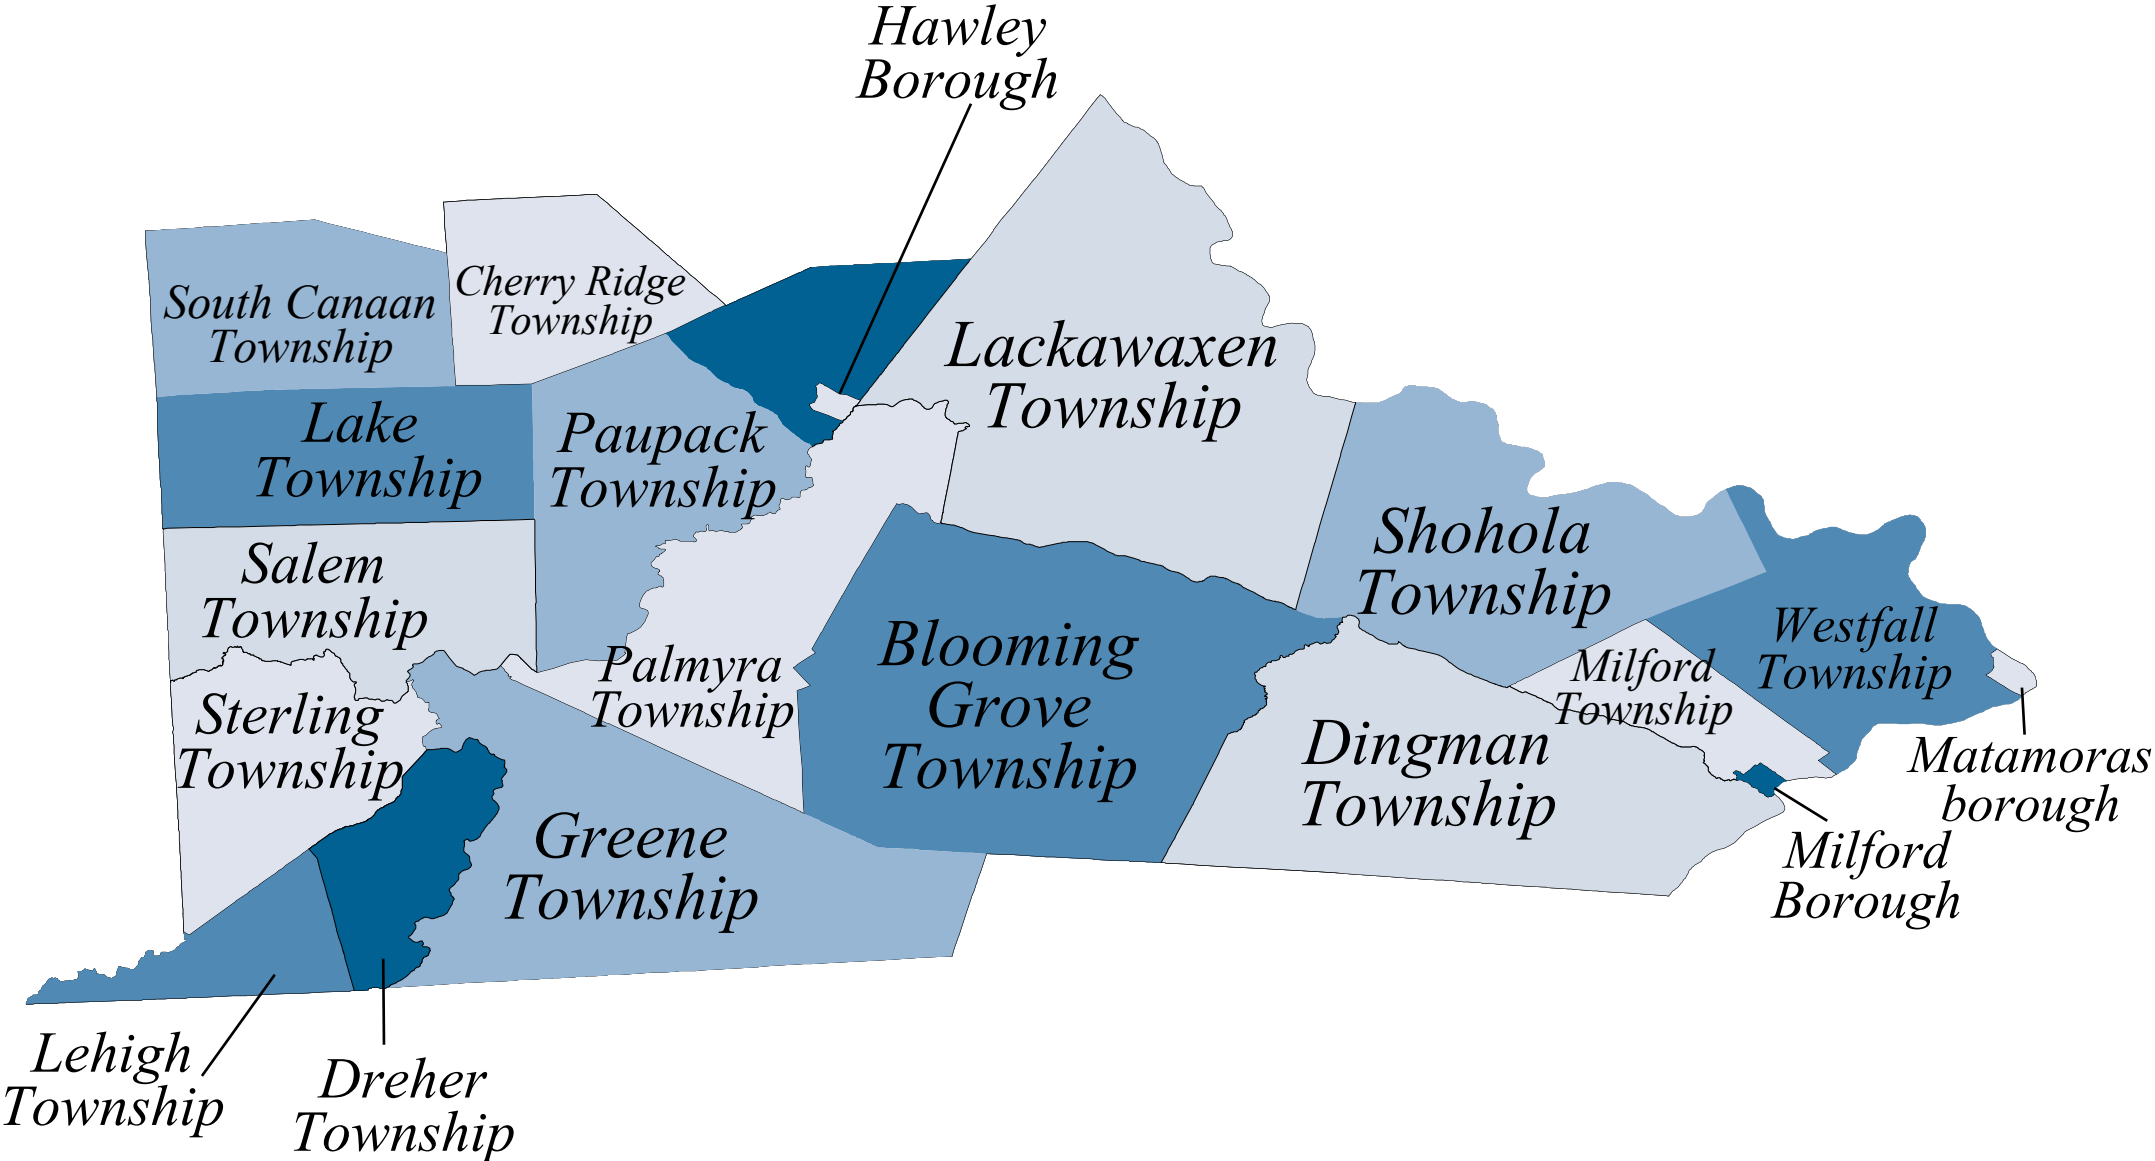 Hawley
Borough
South Canaan
Township
Cherry Ridge
Township
Lackawaxen
Township
Lake
Township
Paupack
Township
Shohola
Township
Salem
Township
Westfall
Township
Blooming
Grove
Township
Palmyra
Township
Milford
Township
Sterling
Township
Dingman
Township
Matamoras
borough
Greene
Township
Milford
Borough
Lehigh
Township
Dreher
Township